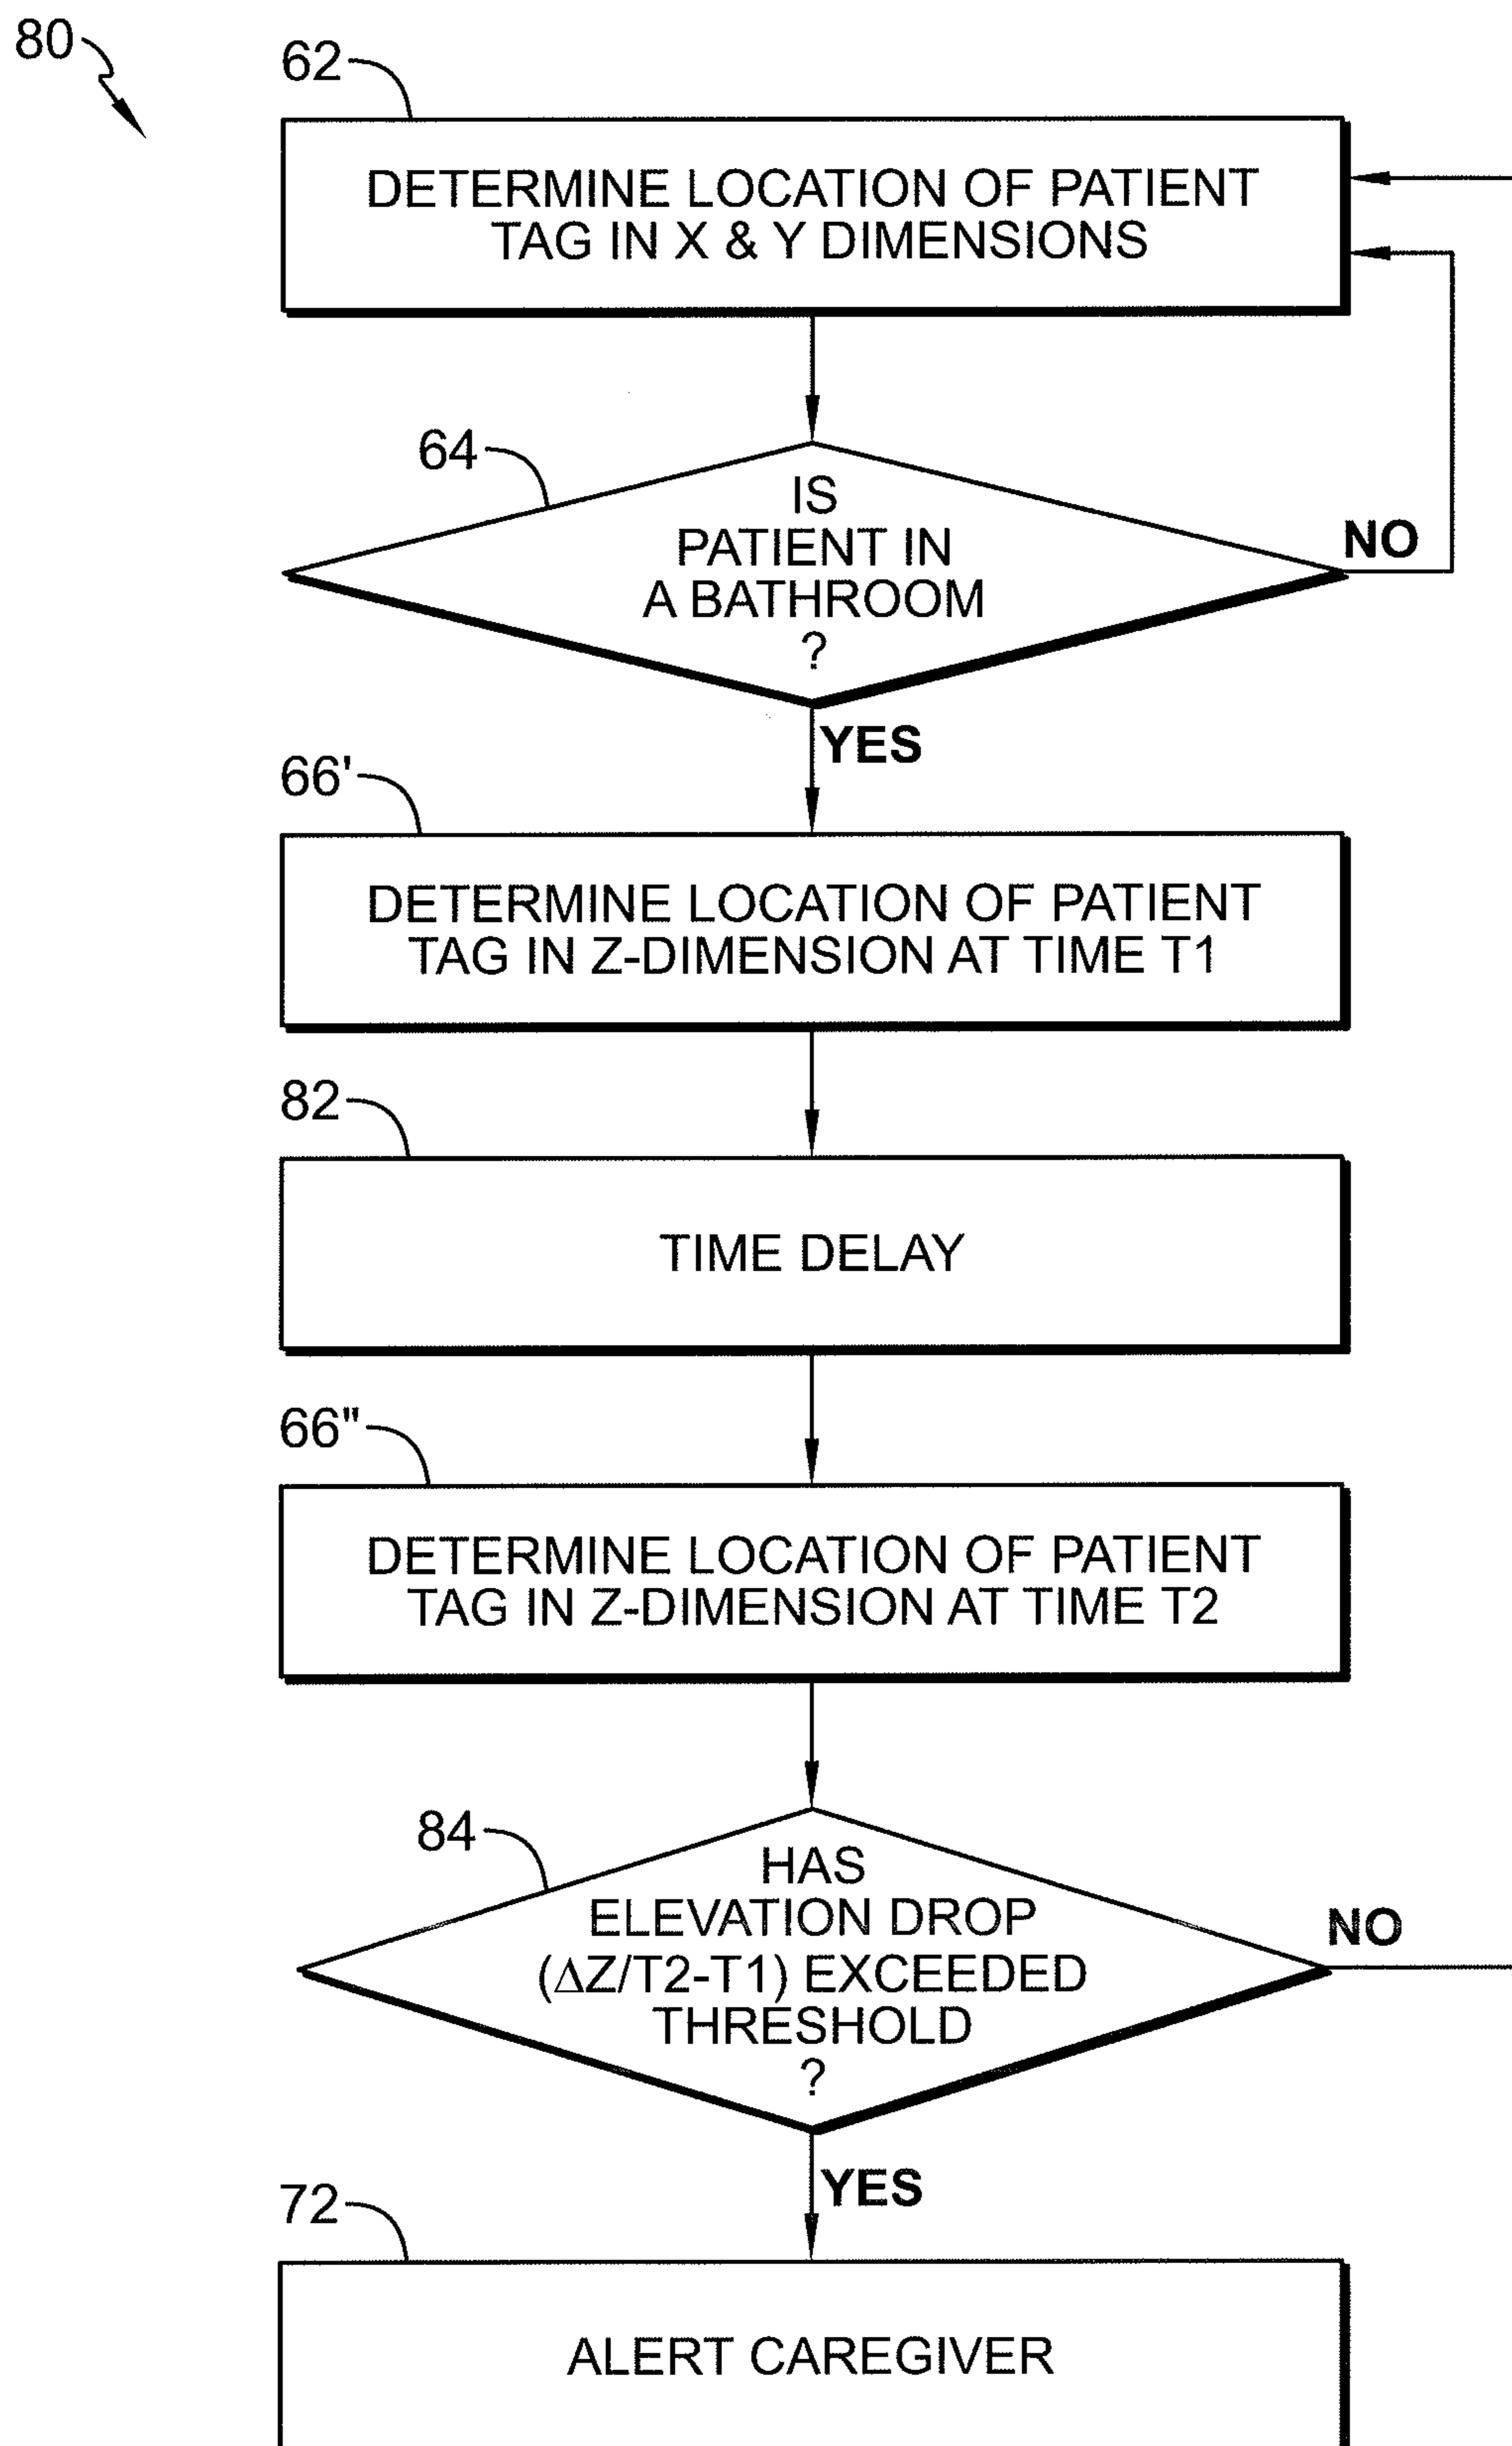 80
62
DETERMINE LOCATION OF PATIENT
TAG IN X & Y DIMENSIONS
64
IS
PATIENT IN
A BATHROOM
?
NO
YES
66'
DETERMINE LOCATION OF PATIENT
TAG IN Z-DIMENSION AT TIME T1
82
TIME DELAY
66"
DETERMINE LOCATION OF PATIENT
TAG IN Z-DIMENSION AT TIME T2
84
HAS
ELEVATION DROP
(ΔZ/T2-T1) EXCEEDED
THRESHOLD
?
NO
YES
72
ALERT CAREGIVER